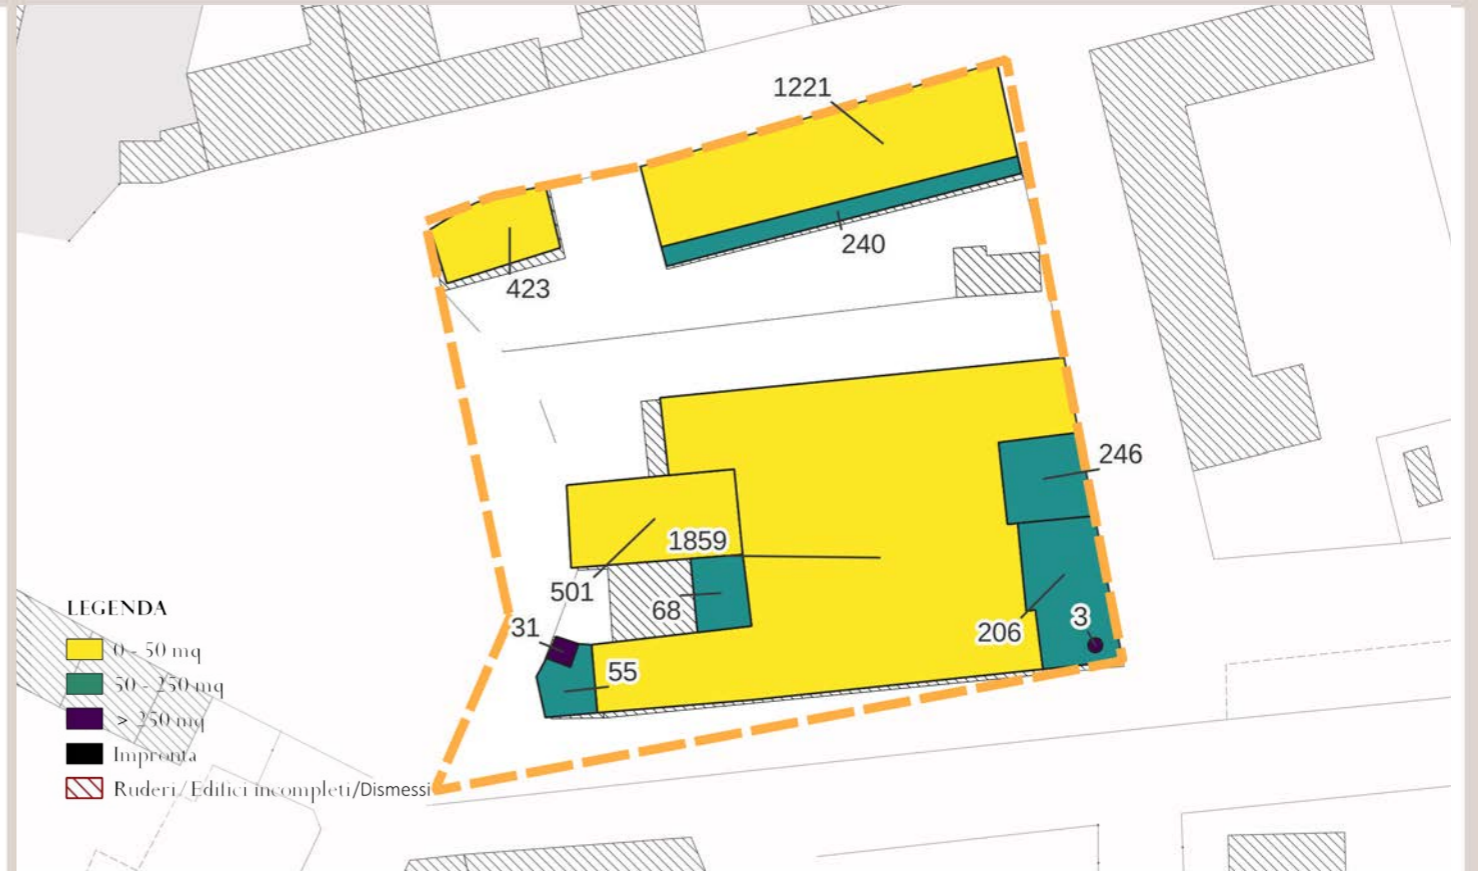 1221
240
423
246
1859
501
68
31
3
206
55
LEGENDA
0 - 50 mq
50 - 250 mq
> 250 mq
Impronta
Ruderi/Edifici incompleti/Dismessi